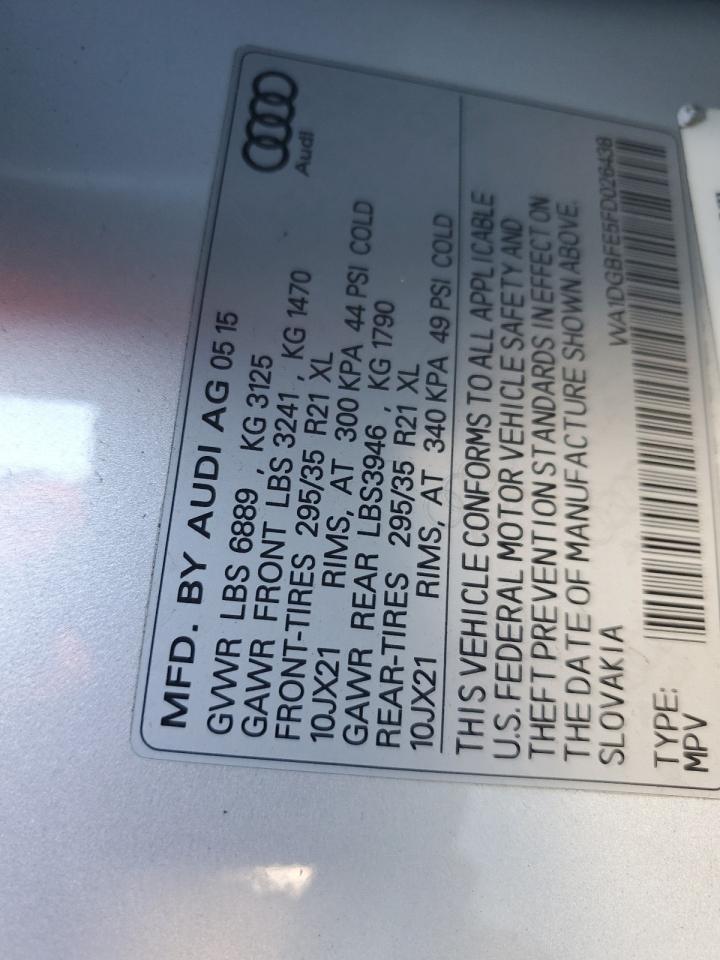 Audi
MFD. BY AUDI AG 05 15
GVWR LBS 6889 , KG 3125
GAWR FRONT LBS 3241 , KG 1470
FRONT-TIRES 295/35 R21 XL
10JX21 RIMS, AT 300 KPA 44 PSI COLD
GAWR REAR LBS3946 , KG 1790
REAR-TIRES 295/35 R21 XL
10JX21 RIMS, AT 340 KPA 49 PSI COLD
THIS VEHICLE CONFORMS TO ALL APPLICABLE
U.S. FEDERAL MOTOR VEHICLE SAFETY AND
THEFT PREVENTION STANDARDS IN EFFECT ON
THE DATE OF MANUFACTURE SHOWN ABOVE.
SLOVAKIA
WA1DGBFE5FD026438
TYPE:
MPV